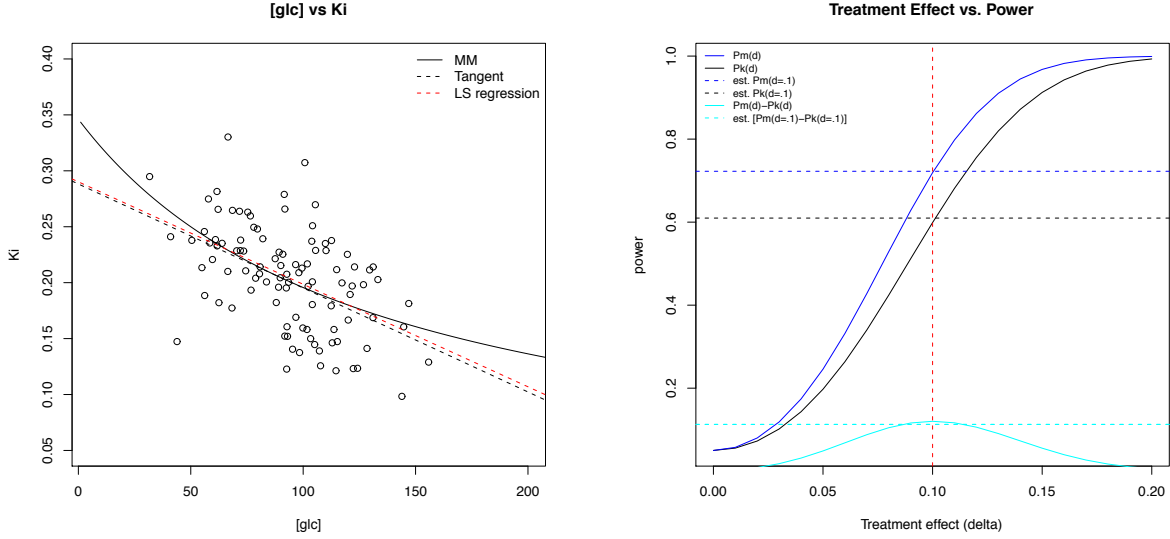 [glc] vs Ki
0.40
0.35
0.30
0.25
0.20
0.15
0.10
0.05
Ki
MM
Tangent
LS regression
0 50 100 150 200
[glc]
Treatment Effect vs. Power
1.0
0.8
0.6
0.4
0.2
power
Pm(d)
Pk(d)
est. Pm(d=.1)
est. Pk(d=.1)
Pm(d)−Pk(d)
est. [Pm(d=.1)−Pk(d=.1)]
0.00 0.05 0.10 0.15 0.20
Treatment effect (delta)